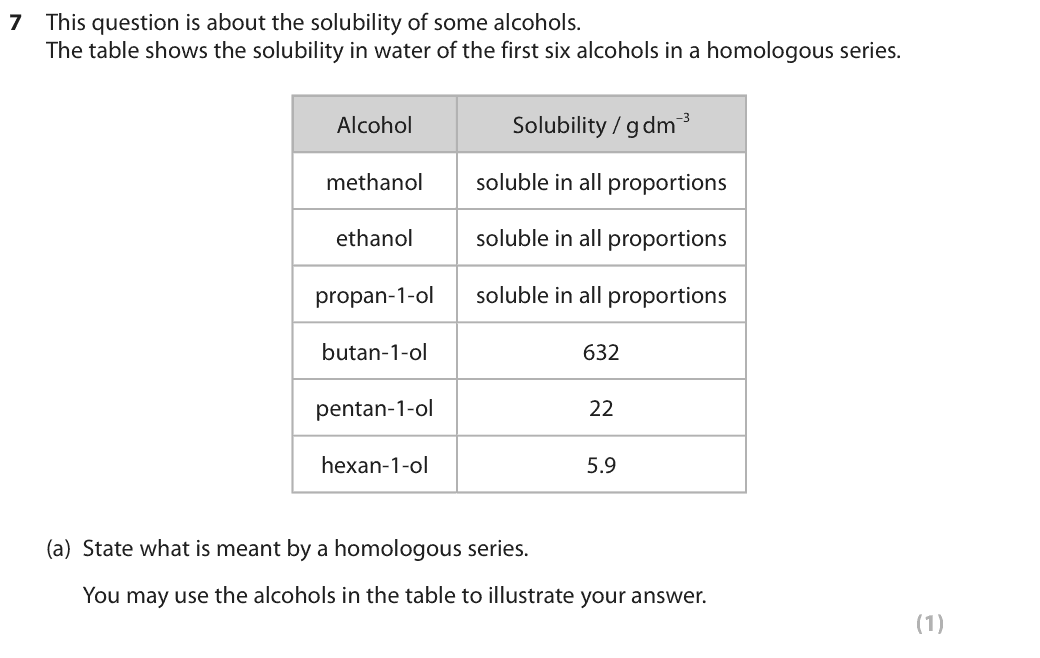 7 This question is about the solubility of some alcohols.
The table shows the solubility in water of the first six alcohols in a homologous series.
Alcohol Solubility / g dm⁻³
methanol soluble in all proportions
ethanol soluble in all proportions
propan-1-ol soluble in all proportions
butan-1-ol 632
pentan-1-ol 22
hexan-1-ol 5.9
(a) State what is meant by a homologous series.
You may use the alcohols in the table to illustrate your answer.
(1)